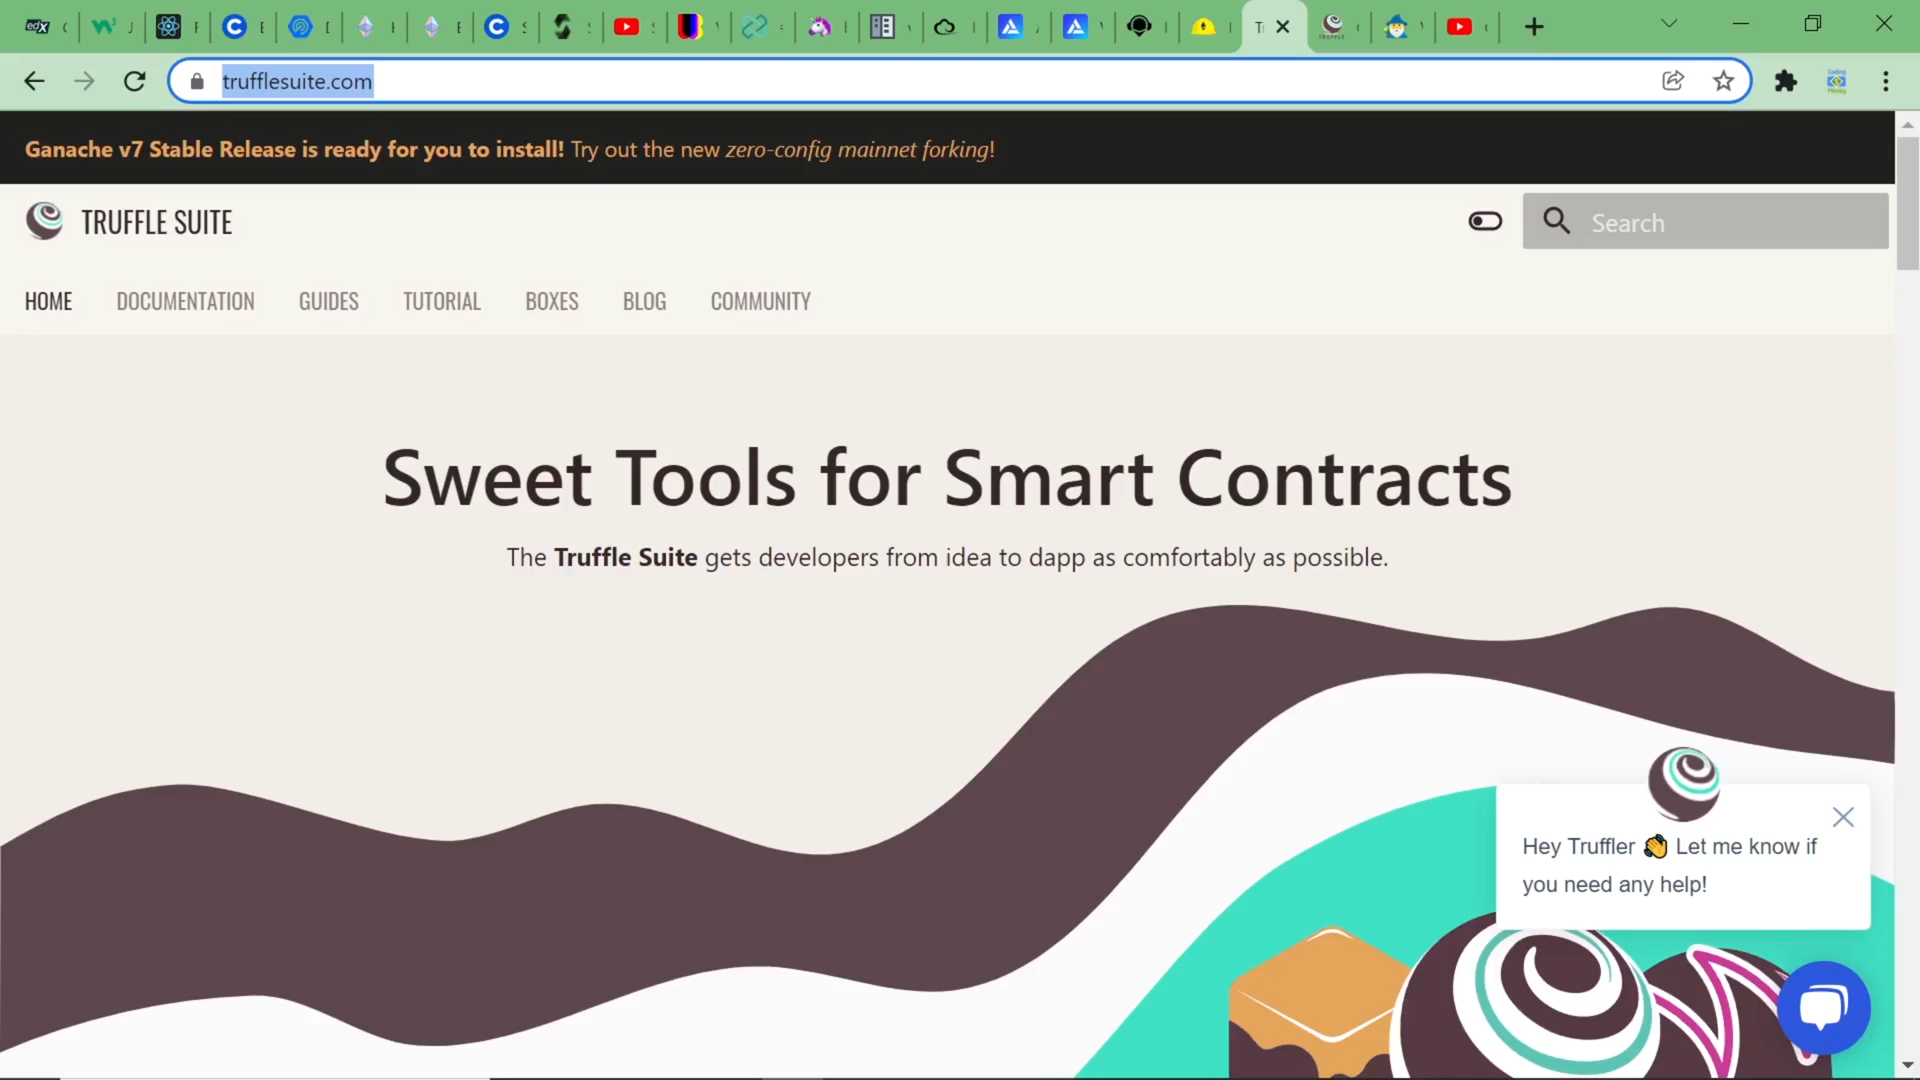 trufflesuite.com
Ganache v7 Stable Release is ready for you to install! Try out the new zero-config mainnet forking!
TRUFFLE SUITE
Search
HOME DOCUMENTATION GUIDES TUTORIAL BOXES BLOG COMMUNITY
Sweet Tools for Smart Contracts
The Truffle Suite gets developers from idea to dapp as comfortably as possible.
Hey Truffler 👏 Let me know if
you need any help!